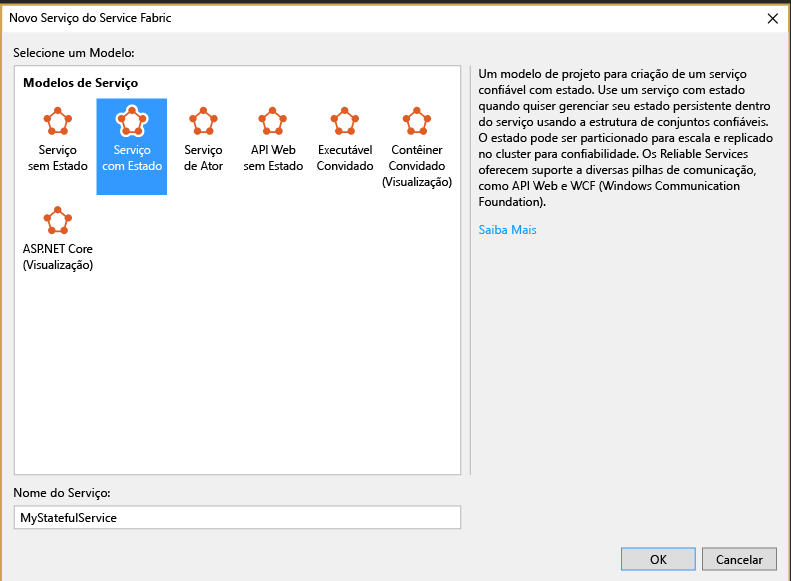 Novo Serviço do Service Fabric
Selecione um Modelo:
Modelos de Serviço
Serviço
sem Estado
Serviço
com Estado
Serviço
de Ator
API Web
sem Estado
Executável
Convidado
Contêiner
Convidado
(Visualização)
ASP.NET Core
(Visualização)
Um modelo de projeto para criação de um serviço
confiável com estado. Use um serviço com estado
quando quiser gerenciar seu estado persistente dentro
do serviço usando a estrutura de conjuntos confiáveis.
O estado pode ser particionado para escala e replicado
no cluster para confiabilidade. Os Reliable Services
oferecem suporte a diversas pilhas de comunicação,
como API Web e WCF (Windows Communication
Foundation).
Saiba Mais
Nome do Serviço:
MyStatefulService
OK
Cancelar